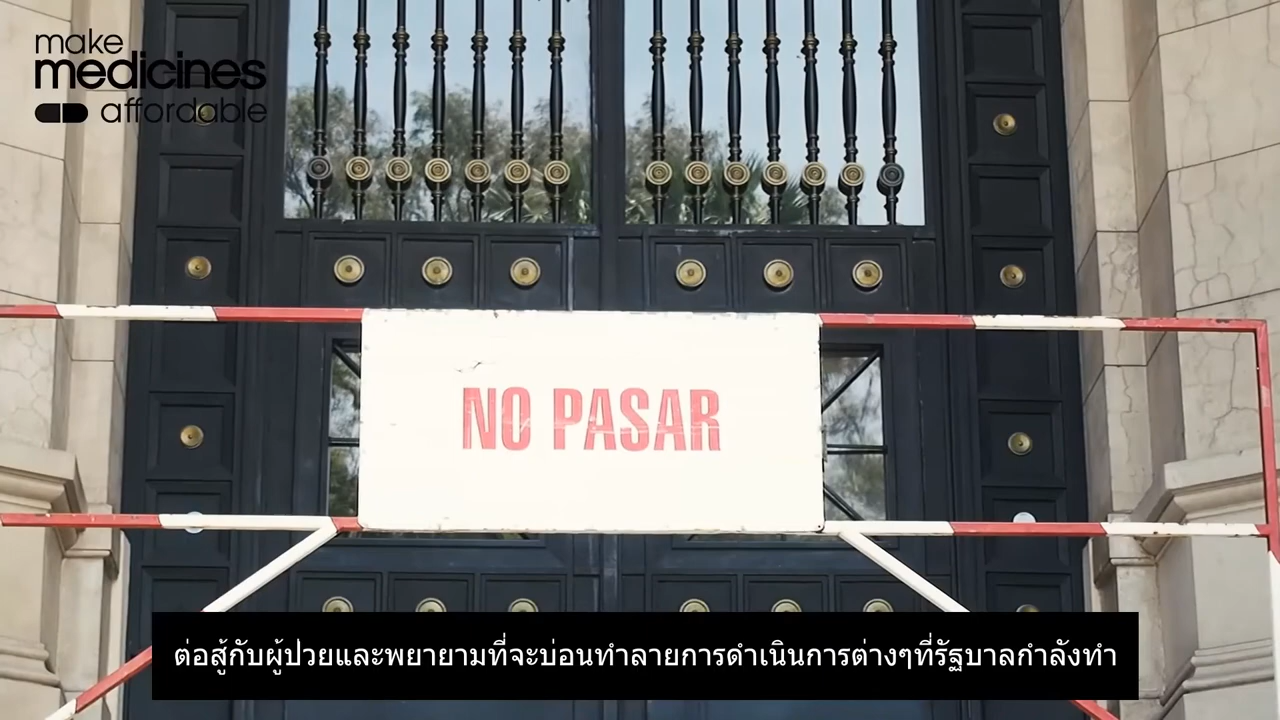 make
medicines
affordable
NO PASAR
ต่อสู้กับผู้ป่วยและพยายามที่จะบ่อนทำลายการดำเนินการต่างๆที่รัฐบาลกำลังทำ